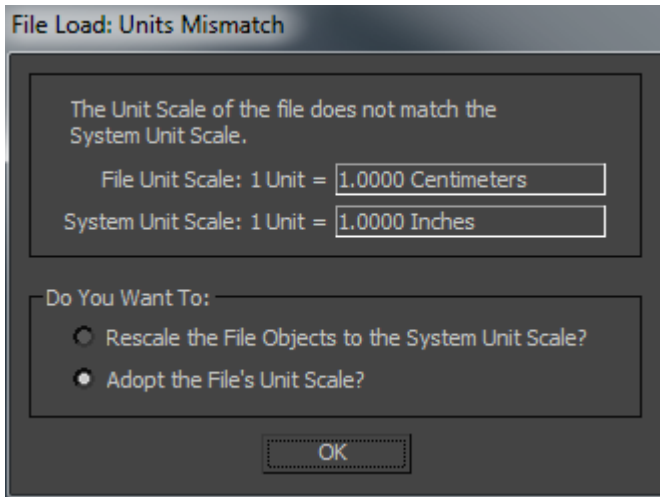 File Load: Units Mismatch
The Unit Scale of the file does not match the
System Unit Scale.
File Unit Scale: 1 Unit = 1.0000 Centimeters
System Unit Scale: 1 Unit = 1.0000 Inches
Do You Want To:
Rescale the File Objects to the System Unit Scale?
Adopt the File's Unit Scale?
OK